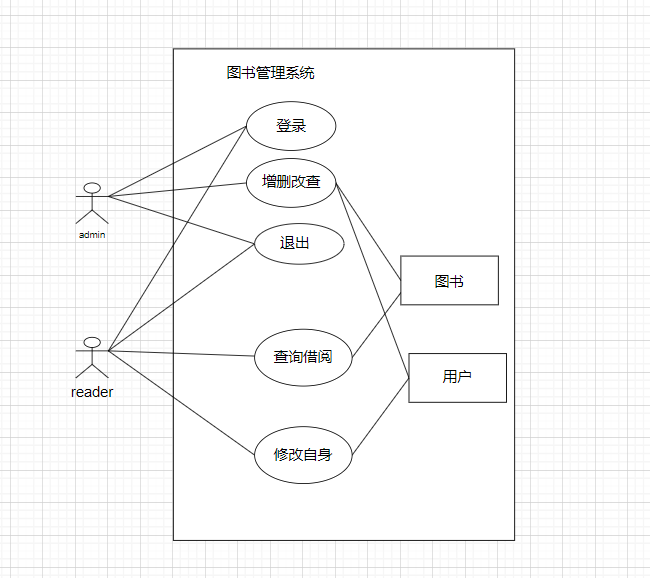 图书管理系统
登录
增删改查
admin
退出
图书
查询借阅
用户
reader
修改自身